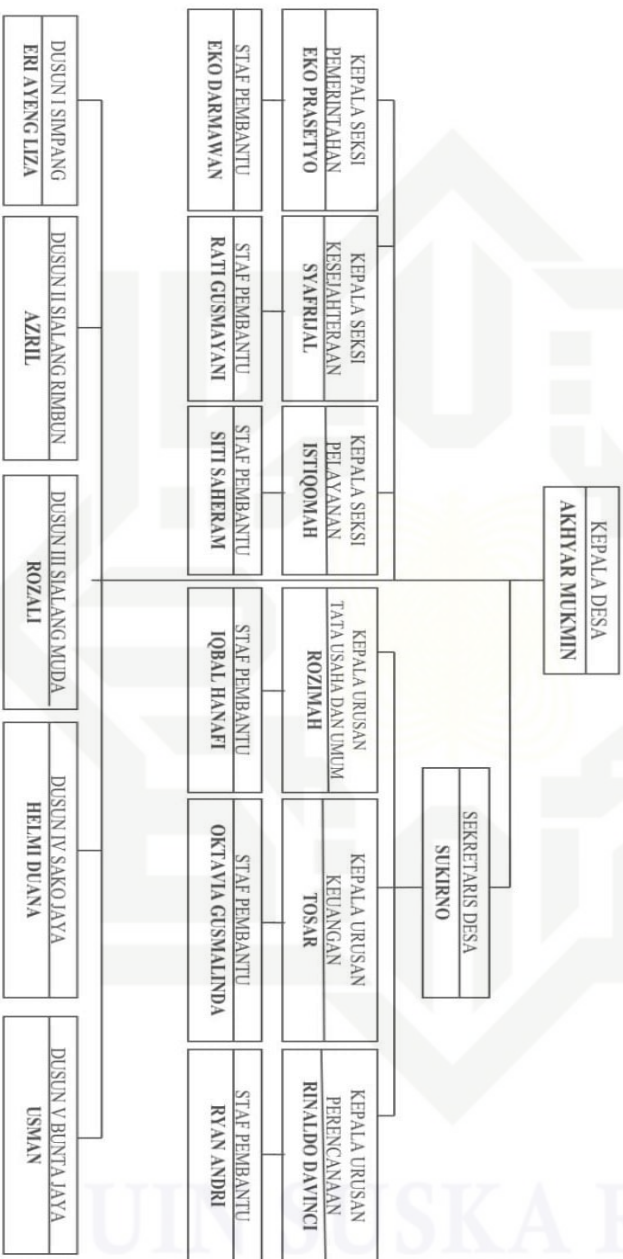 KEPALA DESA
AKHYAR MUKMIN
SEKRETARIS DESA
SUKIRNO
KEPALA SEKSI
PEMERINTAHAN
EKO PRASETYO
KEPALA SEKSI
KESEJAHTERAAN
SYAFRIJAL
KEPALA SEKSI
PELAYANAN
ISTIQOMAH
KEPALA URUSAN
TATA USAHA DAN UMUM
ROZIMAH
KEPALA URUSAN
KEUANGAN
TOSAR
KEPALA URUSAN
PERENCANAAN
RINALDO DAVINCI
STAF PEMBANTU
EKO DARMAWAN
STAF PEMBANTU
RATI GUSMAYANI
STAF PEMBANTU
SITI SAHERAM
STAF PEMBANTU
IQBAL HANAFI
STAF PEMBANTU
OKTAVIA GUSMALINDA
STAF PEMBANTU
RYAN ANDRI
DUSUN I SIMPANG
ERI AYENG LIZA
DUSUN II SIALANG RIMBUN
AZRIL
DUSUN III SIALANG MUDA
ROZALI
DUSUN IV SAKO JAYA
HELMI DUANA
DUSUN V BUNTA JAYA
USMAN
UIN SUSKA R